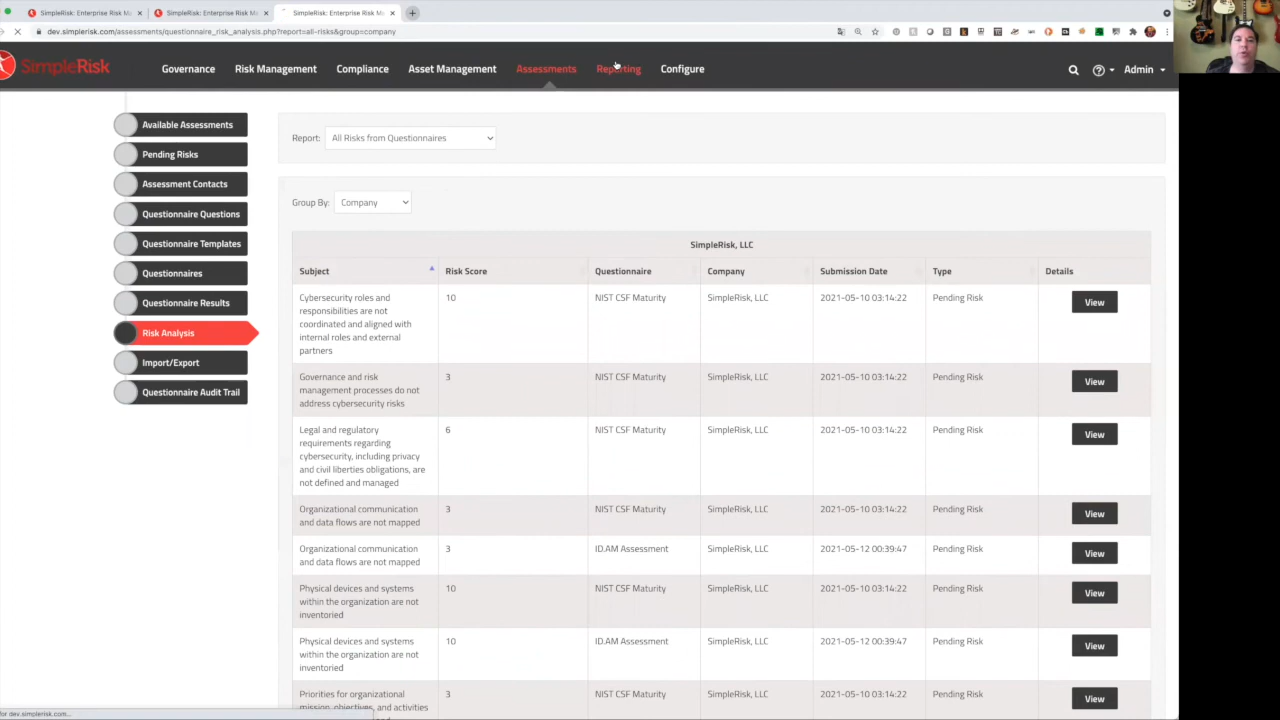 SimpleRisk: Enterprise Risk M
SimpleRisk: Enterprise Risk M
SimpleRisk: Enterprise Risk M
dev.simplerisk.com/assessments/questionnaire_risk_analysis.php?report=all-risks&group=company
SimpleRisk
Governance
Risk Management
Compliance
Asset Management
Assessments
Reporting
Configure
Admin
Available Assessments
Pending Risks
Assessment Contacts
Questionnaire Questions
Questionnaire Templates
Questionnaires
Questionnaire Results
Risk Analysis
Import/Export
Questionnaire Audit Trail
Report: All Risks from Questionnaires
Group By: Company
SimpleRisk, LLC
Subject Risk Score Questionnaire Company Submission Date Type Details
Cybersecurity roles and 10 NIST CSF Maturity SimpleRisk, LLC 2021-05-10 03:14:22 Pending Risk View
responsibilities are not
coordinated and aligned with
internal roles and external
partners
Governance and risk 3 NIST CSF Maturity SimpleRisk, LLC 2021-05-10 03:14:22 Pending Risk View
management processes do not
address cybersecurity risks
Legal and regulatory 6 NIST CSF Maturity SimpleRisk, LLC 2021-05-10 03:14:22 Pending Risk View
requirements regarding
cybersecurity, including privacy
and civil liberties obligations, are
not defined and managed
Organizational communication 3 NIST CSF Maturity SimpleRisk, LLC 2021-05-10 03:14:22 Pending Risk View
and data flows are not mapped
Organizational communication 3 ID.AM Assessment SimpleRisk, LLC 2021-05-12 00:39:47 Pending Risk View
and data flows are not mapped
Physical devices and systems 10 NIST CSF Maturity SimpleRisk, LLC 2021-05-10 03:14:22 Pending Risk View
within the organization are not
inventoried
Physical devices and systems 10 ID.AM Assessment SimpleRisk, LLC 2021-05-12 00:39:47 Pending Risk View
within the organization are not
inventoried
Priorities for organizational 3 NIST CSF Maturity SimpleRisk, LLC 2021-05-10 03:14:22 Pending Risk View
mission, objectives, and activities
for dev.simplerisk.com...